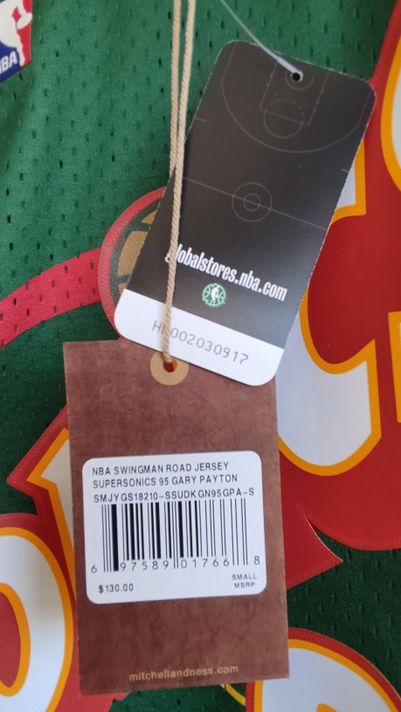 NBA
globalstores.nba.com
002030917
NBA SWINGMAN ROAD JERSEY
SUPERSONICS 95 GARY PAYTON
SMJYGS18210-SSUDKGN95GPA-S
6 97589 01766 8
$130.00
SMALL
MSRP
mitchellandness.com